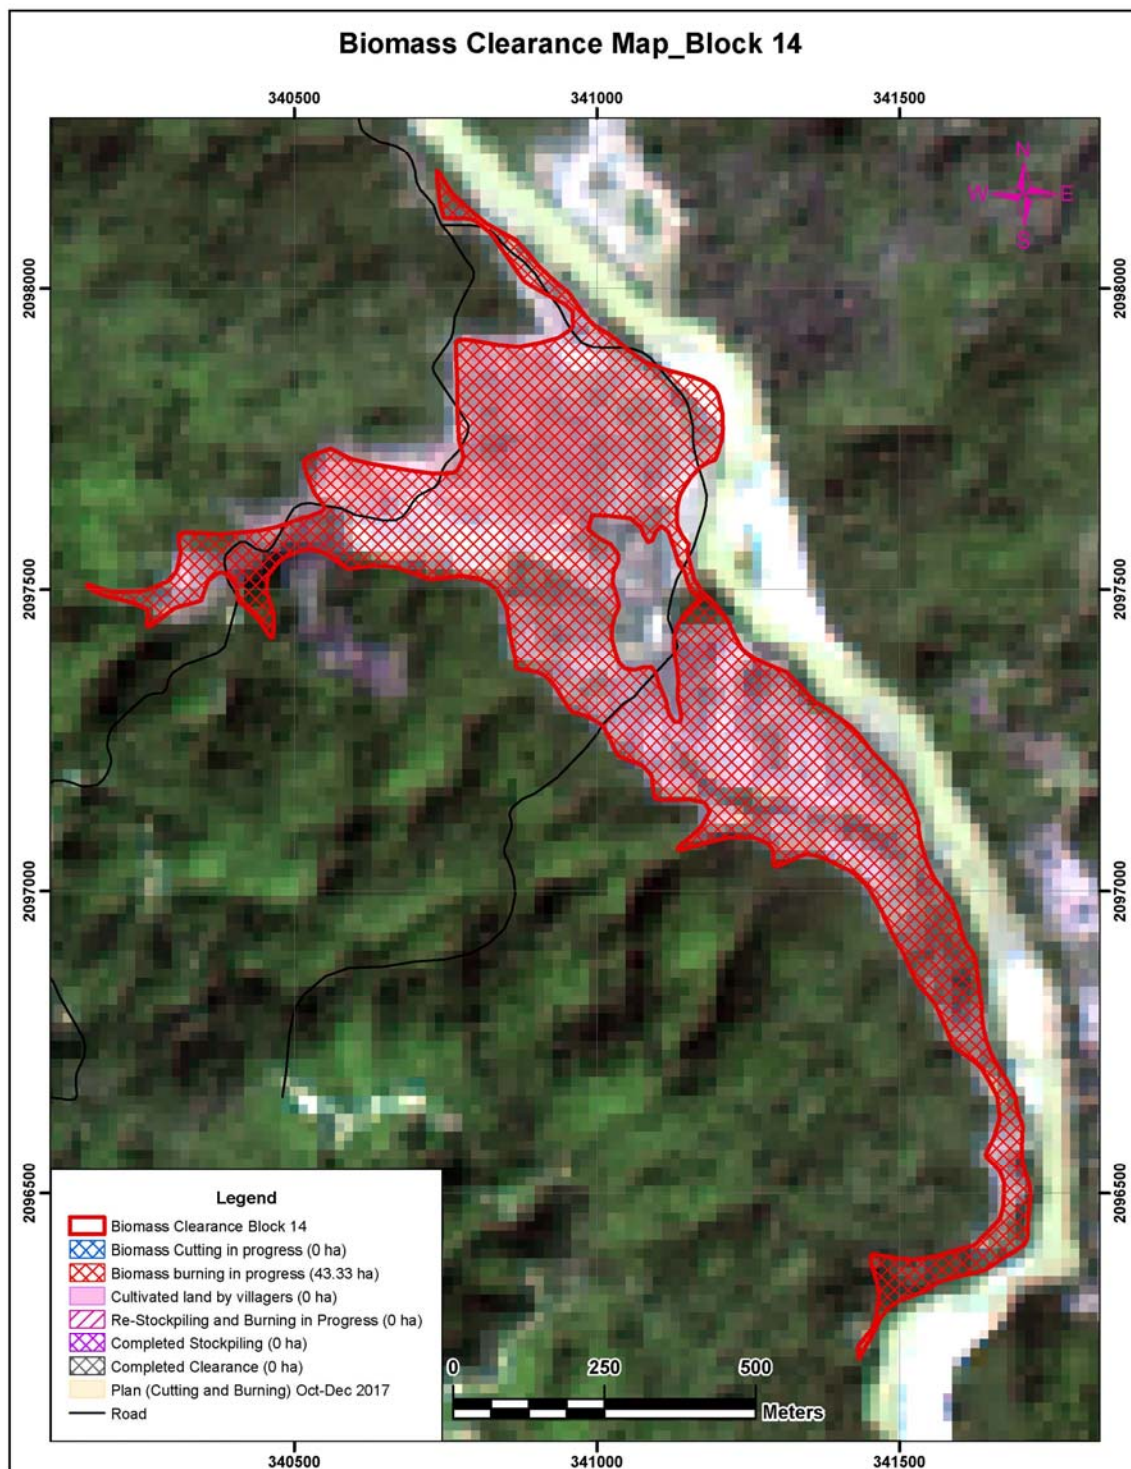 Biomass Clearance Map_Block 14
340500 341000 341500
N
W E
S
2098000 2098000
2097500 2097500
2097000 2097000
2096500 2096500
Legend
Biomass Clearance Block 14
Biomass Cutting in progress (0 ha)
Biomass burning in progress (43.33 ha)
Cultivated land by villagers (0 ha)
Re-Stockpiling and Burning in Progress (0 ha)
Completed Stockpiling (0 ha)
Completed Clearance (0 ha)
Plan (Cutting and Burning) Oct-Dec 2017
Road
0 250 500
Meters
340500 341000 341500